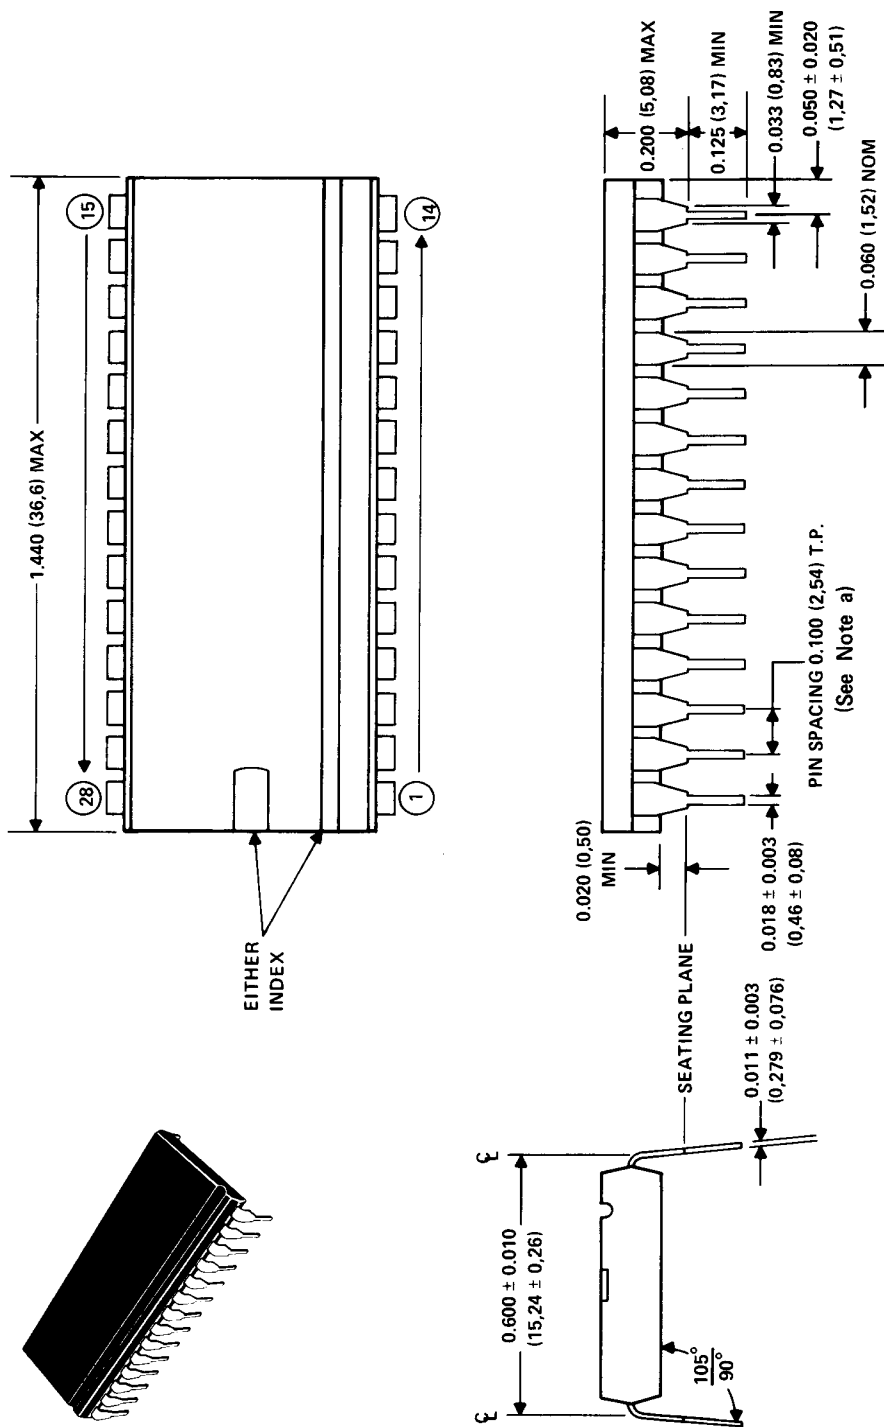 EITHER
INDEX
1.440 (36,6) MAX
28
15
1
14
℄
℄
0.600 ± 0.010
(15,24 ± 0,26)
105°
90°
SEATING PLANE
0.011 ± 0.003
(0,279 ± 0,076)
0.020 (0,50)
MIN
0.018 ± 0.003
(0,46 ± 0,08)
PIN SPACING 0.100 (2,54) T.P.
(See Note a)
0.060 (1,52) NOM
0.200 (5,08) MAX
0.125 (3,17) MIN
0.033 (0,83) MIN
0.050 ± 0.020
(1,27 ± 0,51)